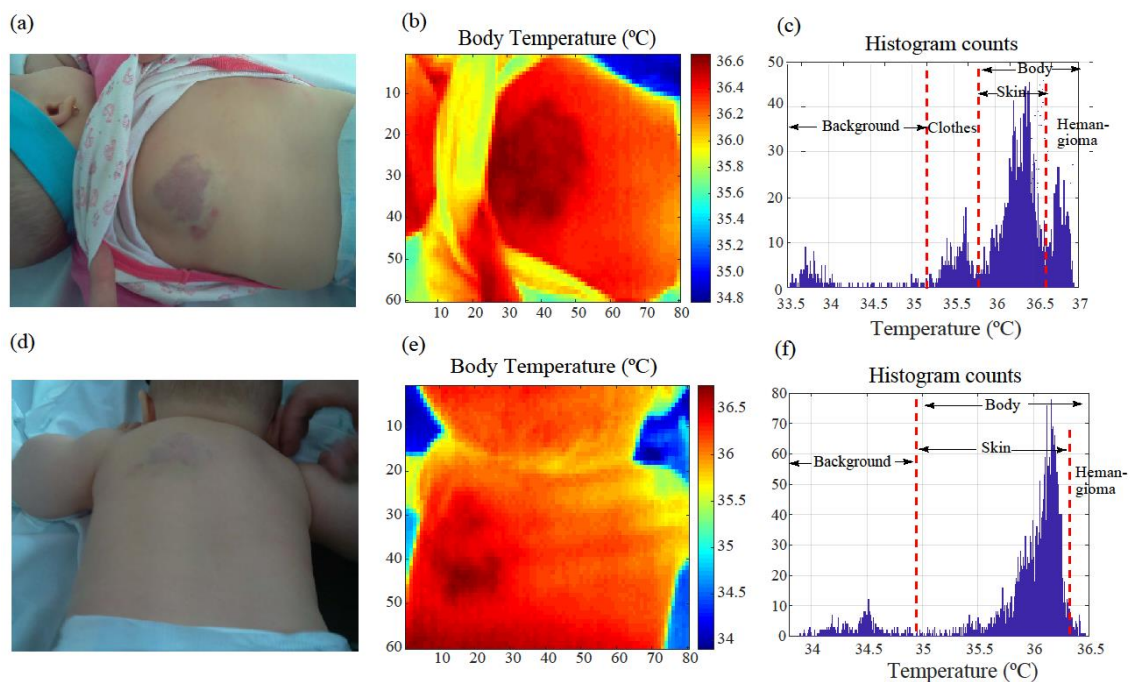 (a)
(b)
Body Temperature (ºC)
10
20
30
40
50
60
10 20 30 40 50 60 70 80
36.6
36.4
36.2
36.0
35.8
35.6
35.4
35.2
35.0
34.8
(c)
Histogram counts
50
40
30
20
10
0
Body
Skin
Background
Clothes
Heman-
gioma
33.5 34 34.5 35 35.5 36 36.5 37
Temperature (ºC)
(d)
(e)
Body Temperature (ºC)
10
20
30
40
50
60
10 20 30 40 50 60 70 80
36.5
36
35.5
35
34.5
34
(f)
Histogram counts
80
70
60
50
40
30
20
10
0
Body
Skin
Background
Heman-
gioma
34 34.5 35 35.5 36 36.5
Temperature (ºC)